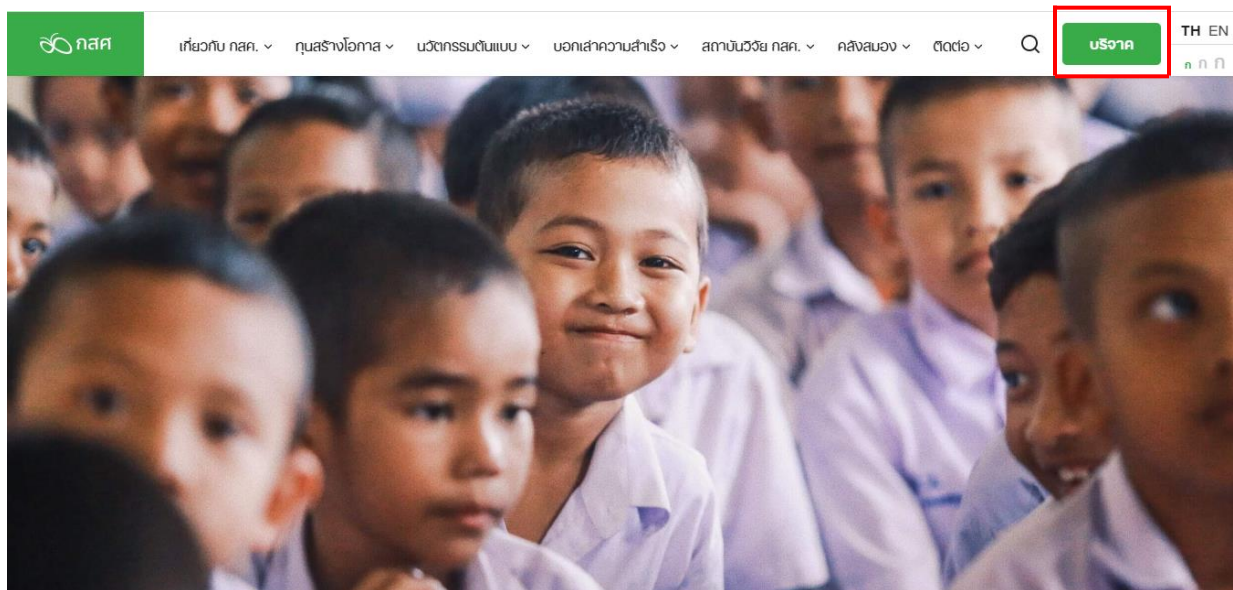 กสศ
เกี่ยวกับ กสศ. ทุนสร้างโอกาส นวัตกรรมต้นแบบ บอกเล่าความสำเร็จ สถาบันวิจัย กสศ. คลังสมอง ติดต่อ บริจาค TH EN
ก ก ก